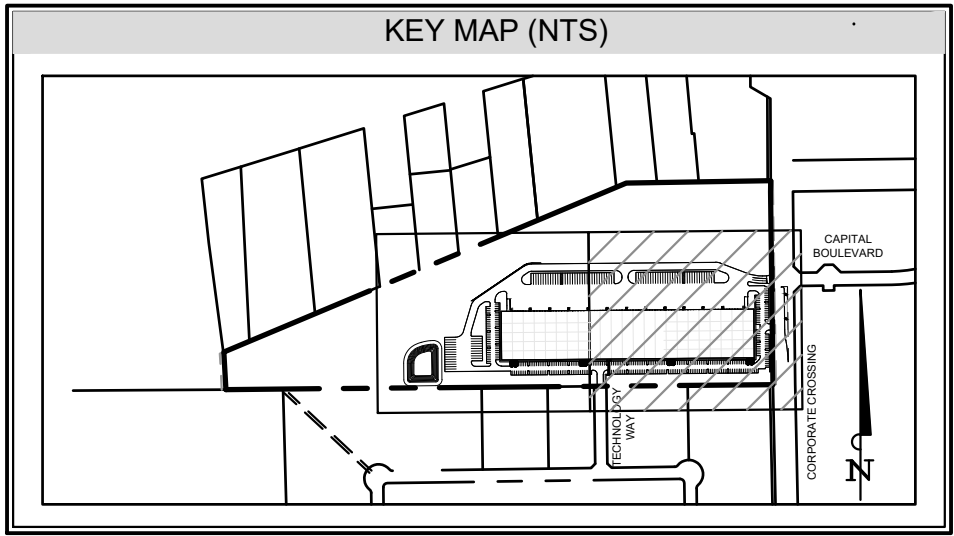 KEY MAP (NTS)
CAPITAL
BOULEVARD
TECHNOLOGY
WAY
CORPORATE CROSSING
N